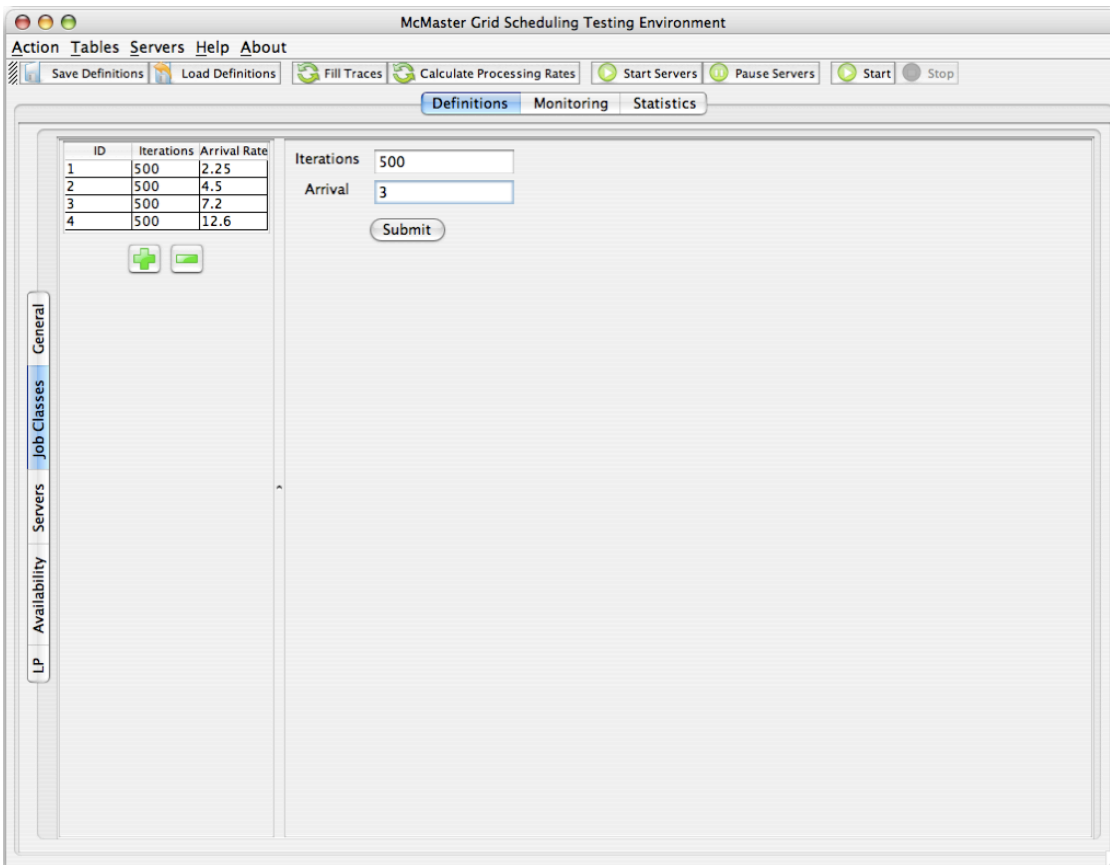 McMaster Grid Scheduling Testing Environment
Action Tables Servers Help About
Save Definitions Load Definitions Fill Traces Calculate Processing Rates Start Servers Pause Servers Start Stop
Definitions Monitoring Statistics
ID Iterations Arrival Rate
1 500 2.25
2 500 4.5
3 500 7.2
4 500 12.6
Iterations 500
Arrival 3
Submit
General
Job Classes
Servers
Availability
LP